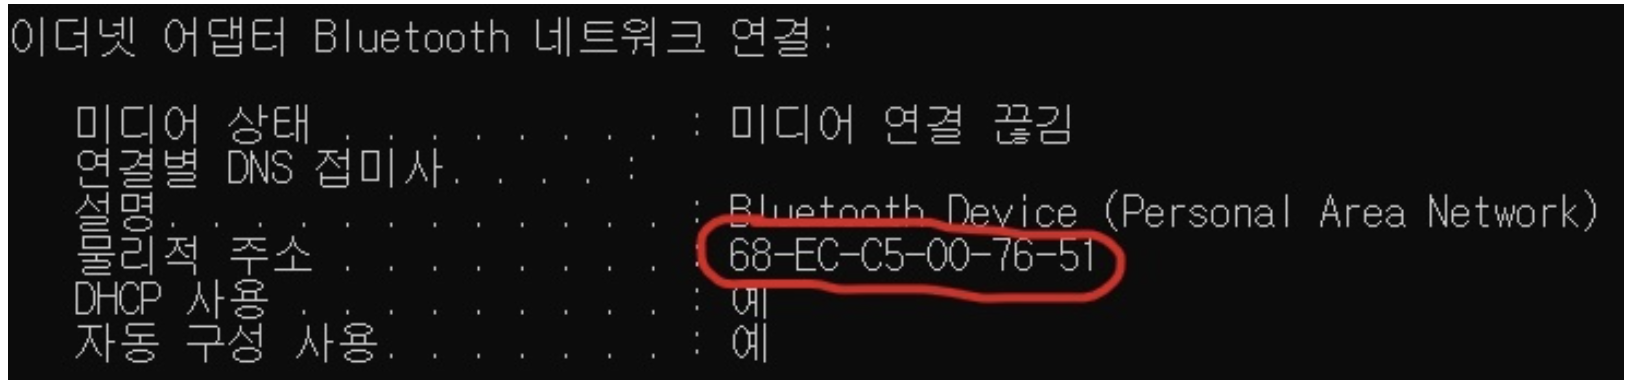 이더넷 어댑터 Bluetooth 네트워크 연결:
미디어 상태 . . . . . . . . : 미디어 연결 끊김
연결별 DNS 접미사. . . . :
설명. . . . . . . . . . . . : Bluetooth Device (Personal Area Network)
물리적 주소 . . . . . . . . : 68-EC-C5-00-76-51
DHCP 사용 . . . . . . . . . : 예
자동 구성 사용. . . . . . . : 예